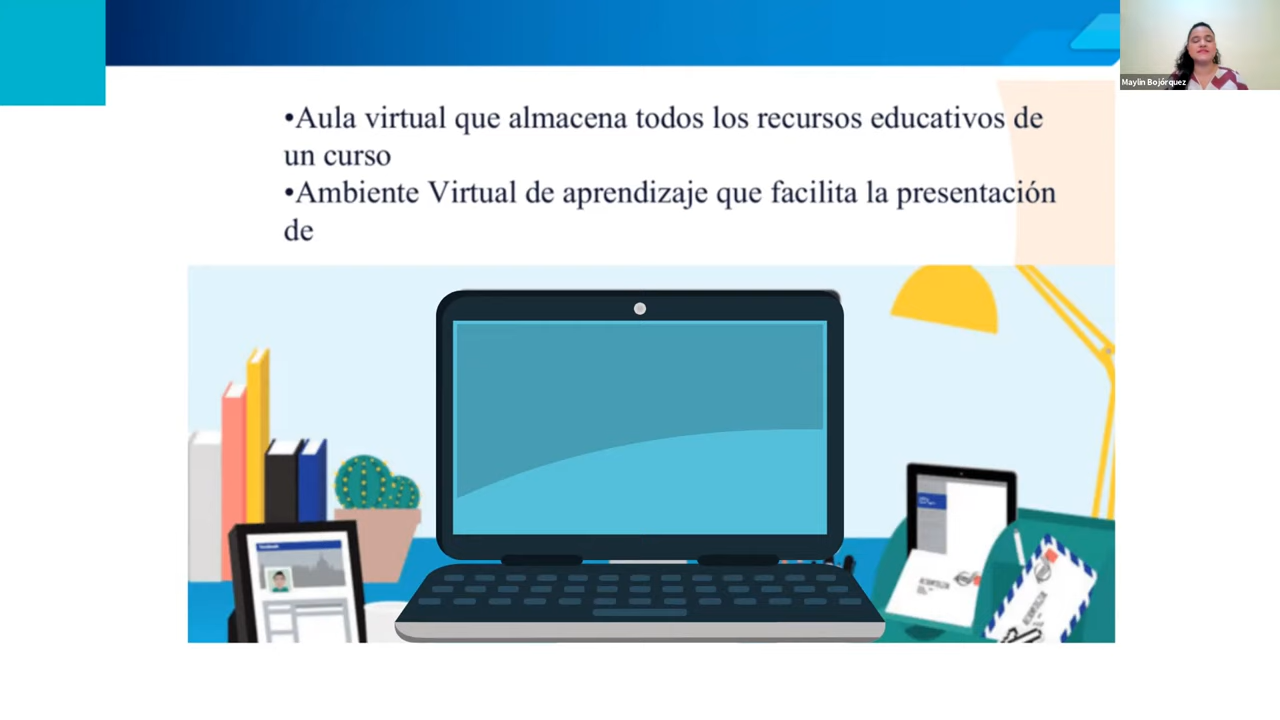 Maylin Bojórquez
•Aula virtual que almacena todos los recursos educativos de
un curso
•Ambiente Virtual de aprendizaje que facilita la presentación
de